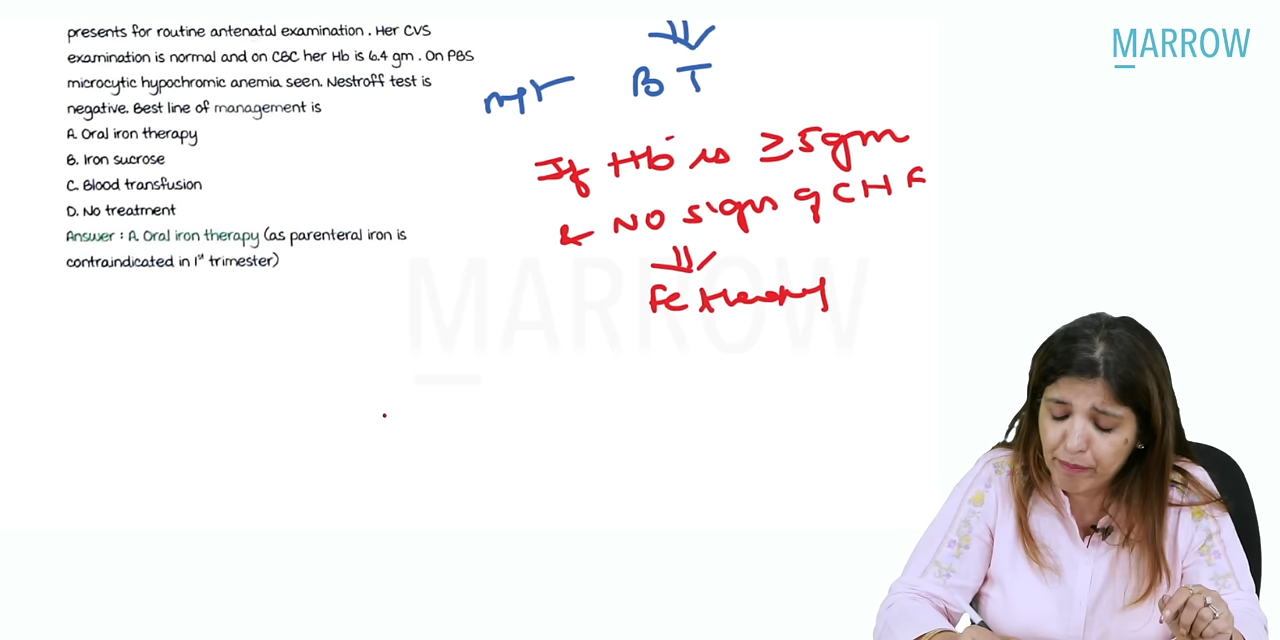 presents for routine antenatal examination. Her CVS
examination is normal and on CBC her Hb is 6.4 gm. On PBS
microcytic hypochromic anemia seen. Nestroff test is
negative. Best line of management is
A. Oral iron therapy
B. Iron sucrose
C. Blood transfusion
D. No treatment
Answer : A. Oral iron therapy (as parenteral iron is
contraindicated in 1st trimester)
MARROW
BT
If Hb is ≥5gm
& NO signs of CHF
Fe therapy
MARROW